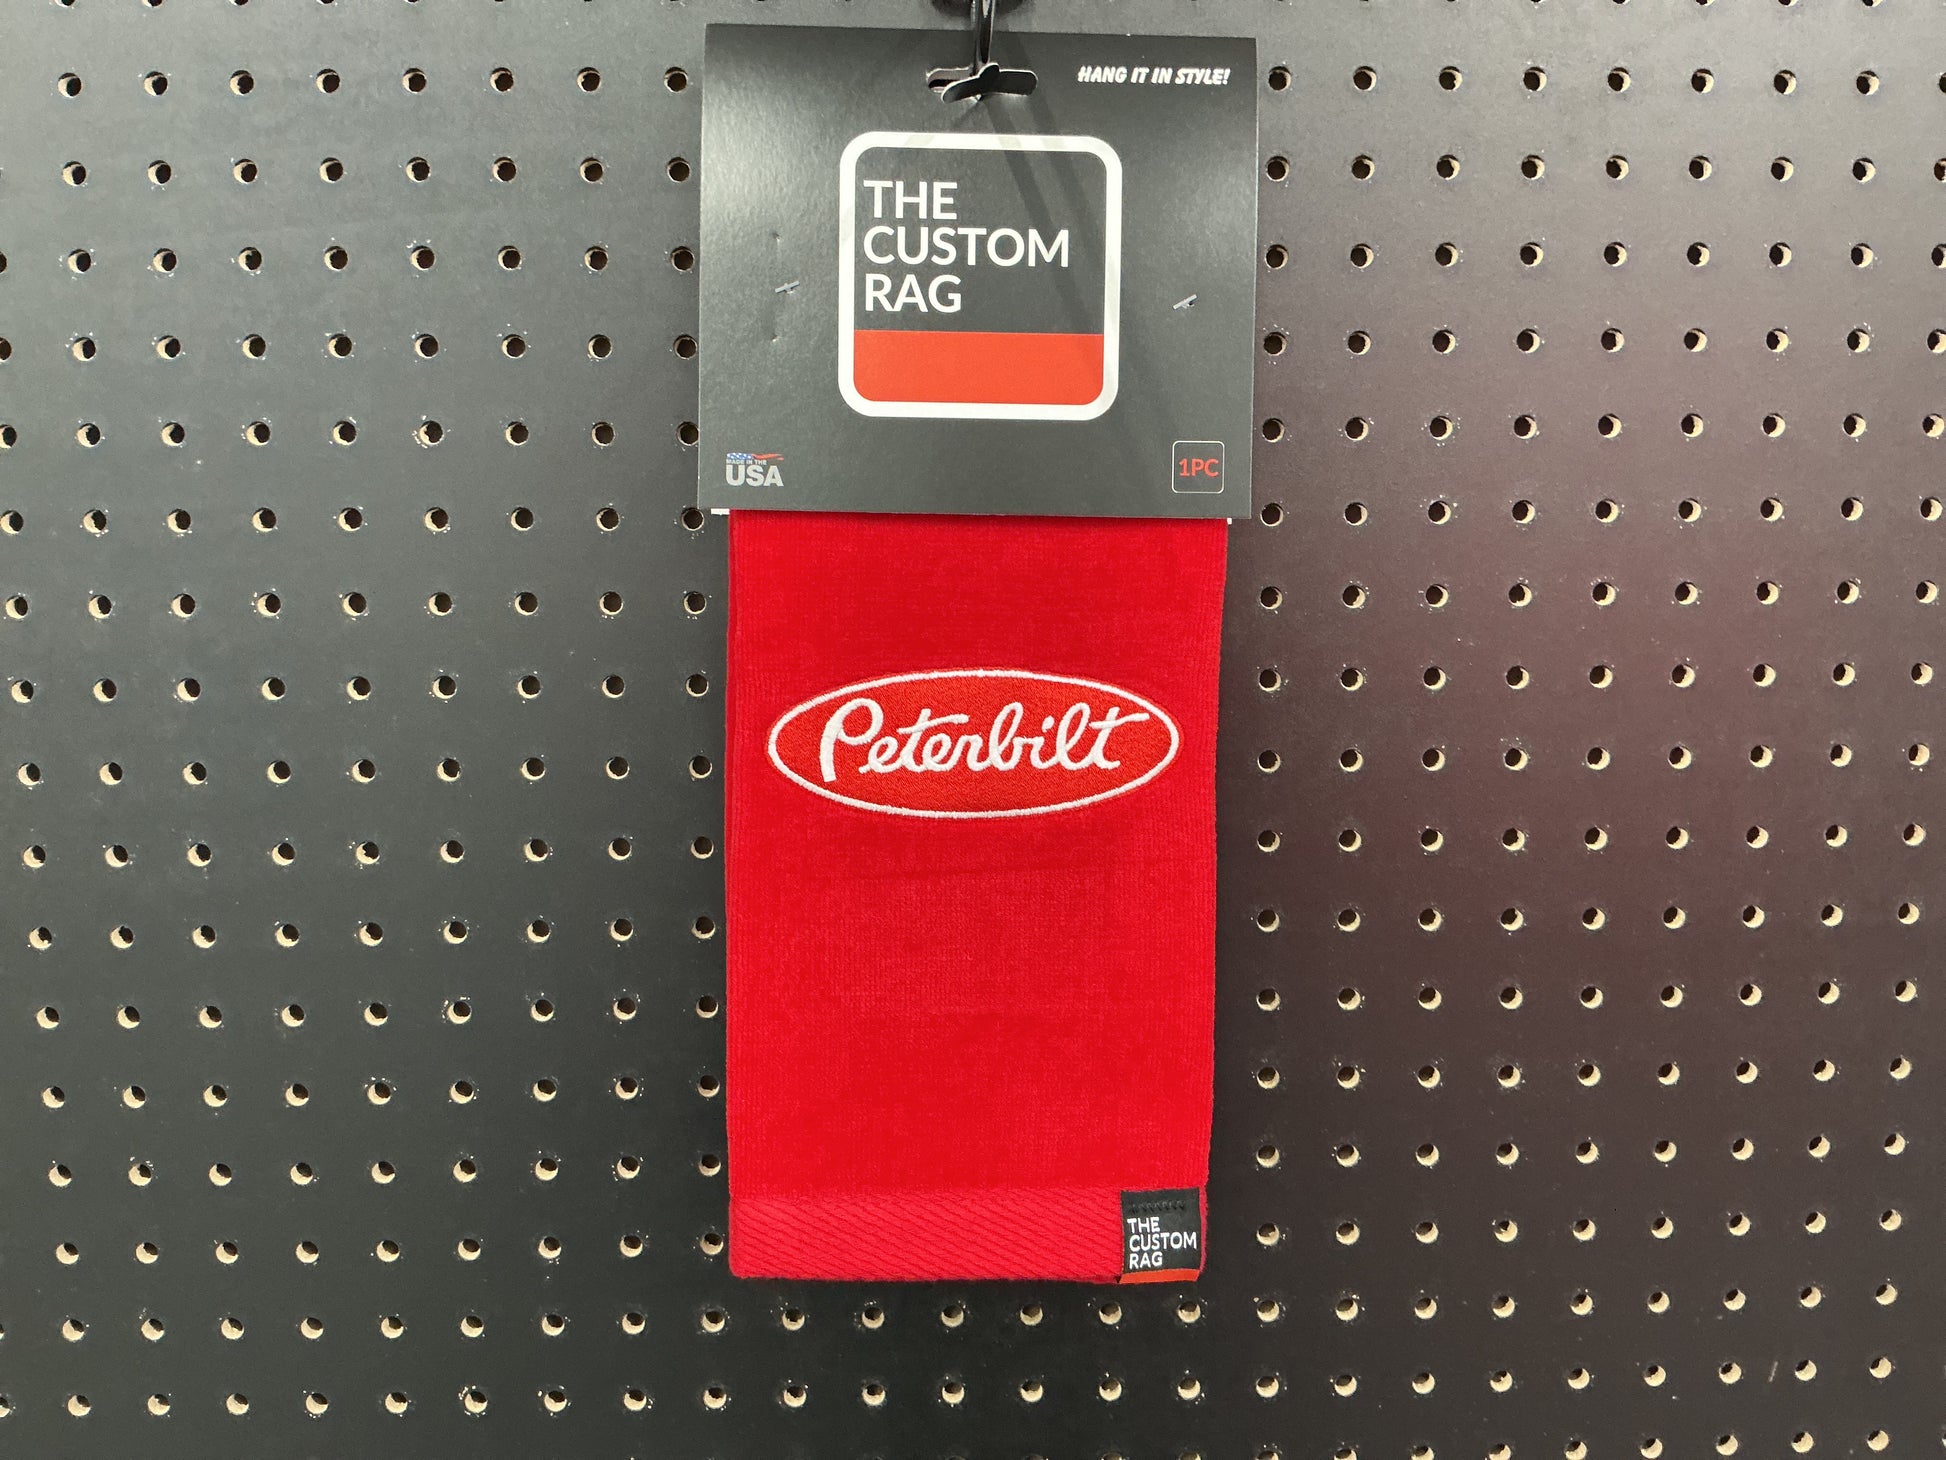 HANG IT IN STYLE!
THE
CUSTOM
RAG
MADE IN THE
USA
1PC
Peterbilt
THE
CUSTOM
RAG